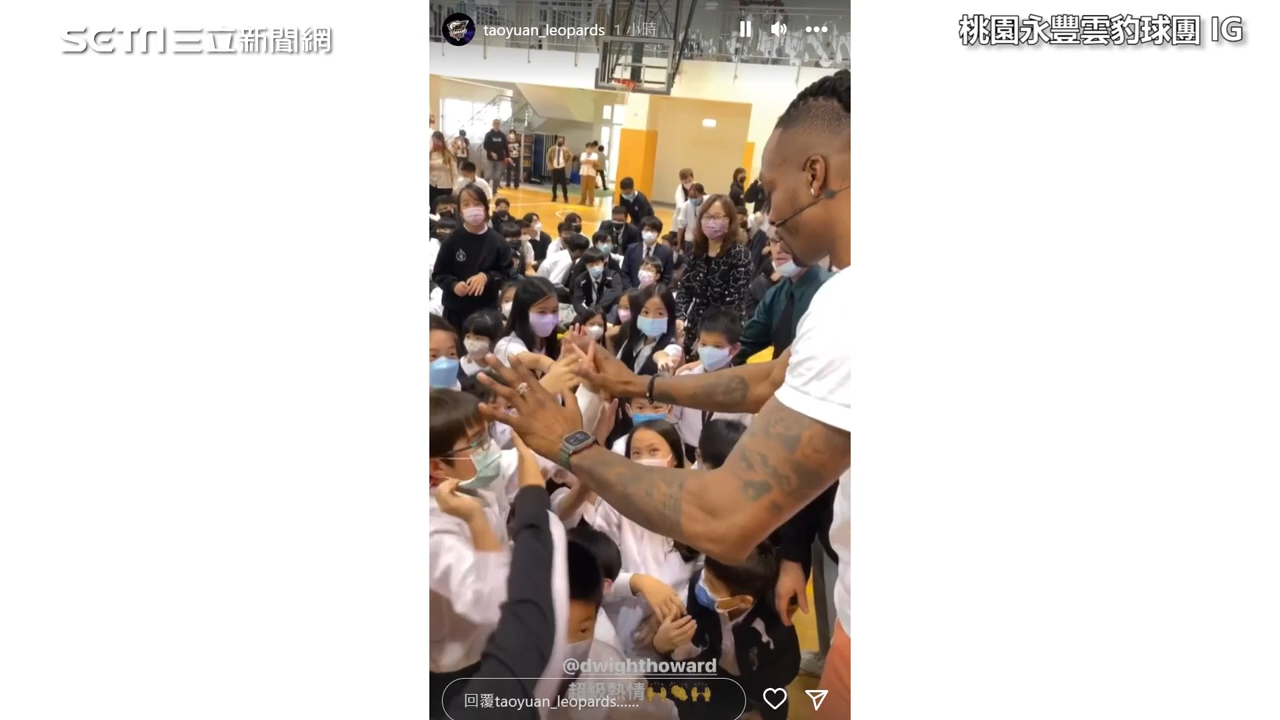 SETN三立新聞網
桃園永豐雲豹球團 IG
taoyuan_leopards 1 小時
@dwighthoward
超級熱情🙌👏🙌
回覆taoyuan_leopards......